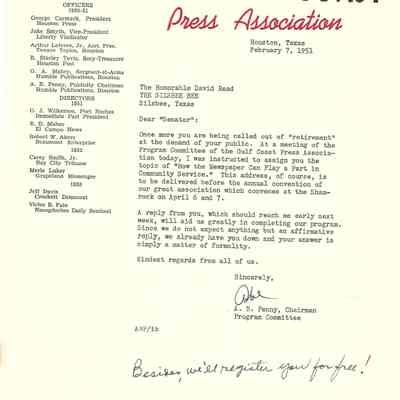 Press Association
OFFICERS
1950-51
George Carmack, President
Houston Press
Jake Smyth, Vice-President
Liberty Vindicator
Arthur Lefevre, Jr., Asst. Pres.
Texaco Topics, Houston
E. Stanley Tevis, Secy-Treasurer
Houston Post
G. A. Mabry, Sergeant-at-Arms
Humble Publications, Houston
A. B. Penny, Publicity Chairman
Humble Publications, Houston
DIRECTORS
1951
G. J. Wilkerson, Port Neches
Immediate Past President
E. D. Mabee
El Campo News
Robert W. Akers
Beaumont Enterprise
1952
Carey Smith, Jr.
Bay City Tribune
Merle Luker
Grapeland Messenger
1953
Jeff Davis
Crockett Democrat
Victor B. Fain
Nacogdoches Daily Sentinel
Houston, Texas
February 7, 1951
The Honorable David Read
THE SILSBEE BEE
Silsbee, Texas
Dear "Senator":
Once more you are being called out of "retirement"
at the demand of your public. At a meeting of the
Program Committee of the Gulf Coast Press Associa-
tion today, I was instructed to assign you the
topic of "How the Newspaper Can Play a Part in
Community Service." This address, of course, is
to be delivered before the annual convention of
our great association which convenes at the Sham-
rock on April 6 and 7.
A reply from you, which should reach me early next
week, will aid us greatly in completing our program.
Since we do not expect anything but an affirmative
reply, we already have you down and your answer is
simply a matter of formality.
Kindest regards from all of us.
Sincerely,
Abe
A. B. Penny, Chairman
Program Committee
ABP/lb
Besides, we'll register you for free!